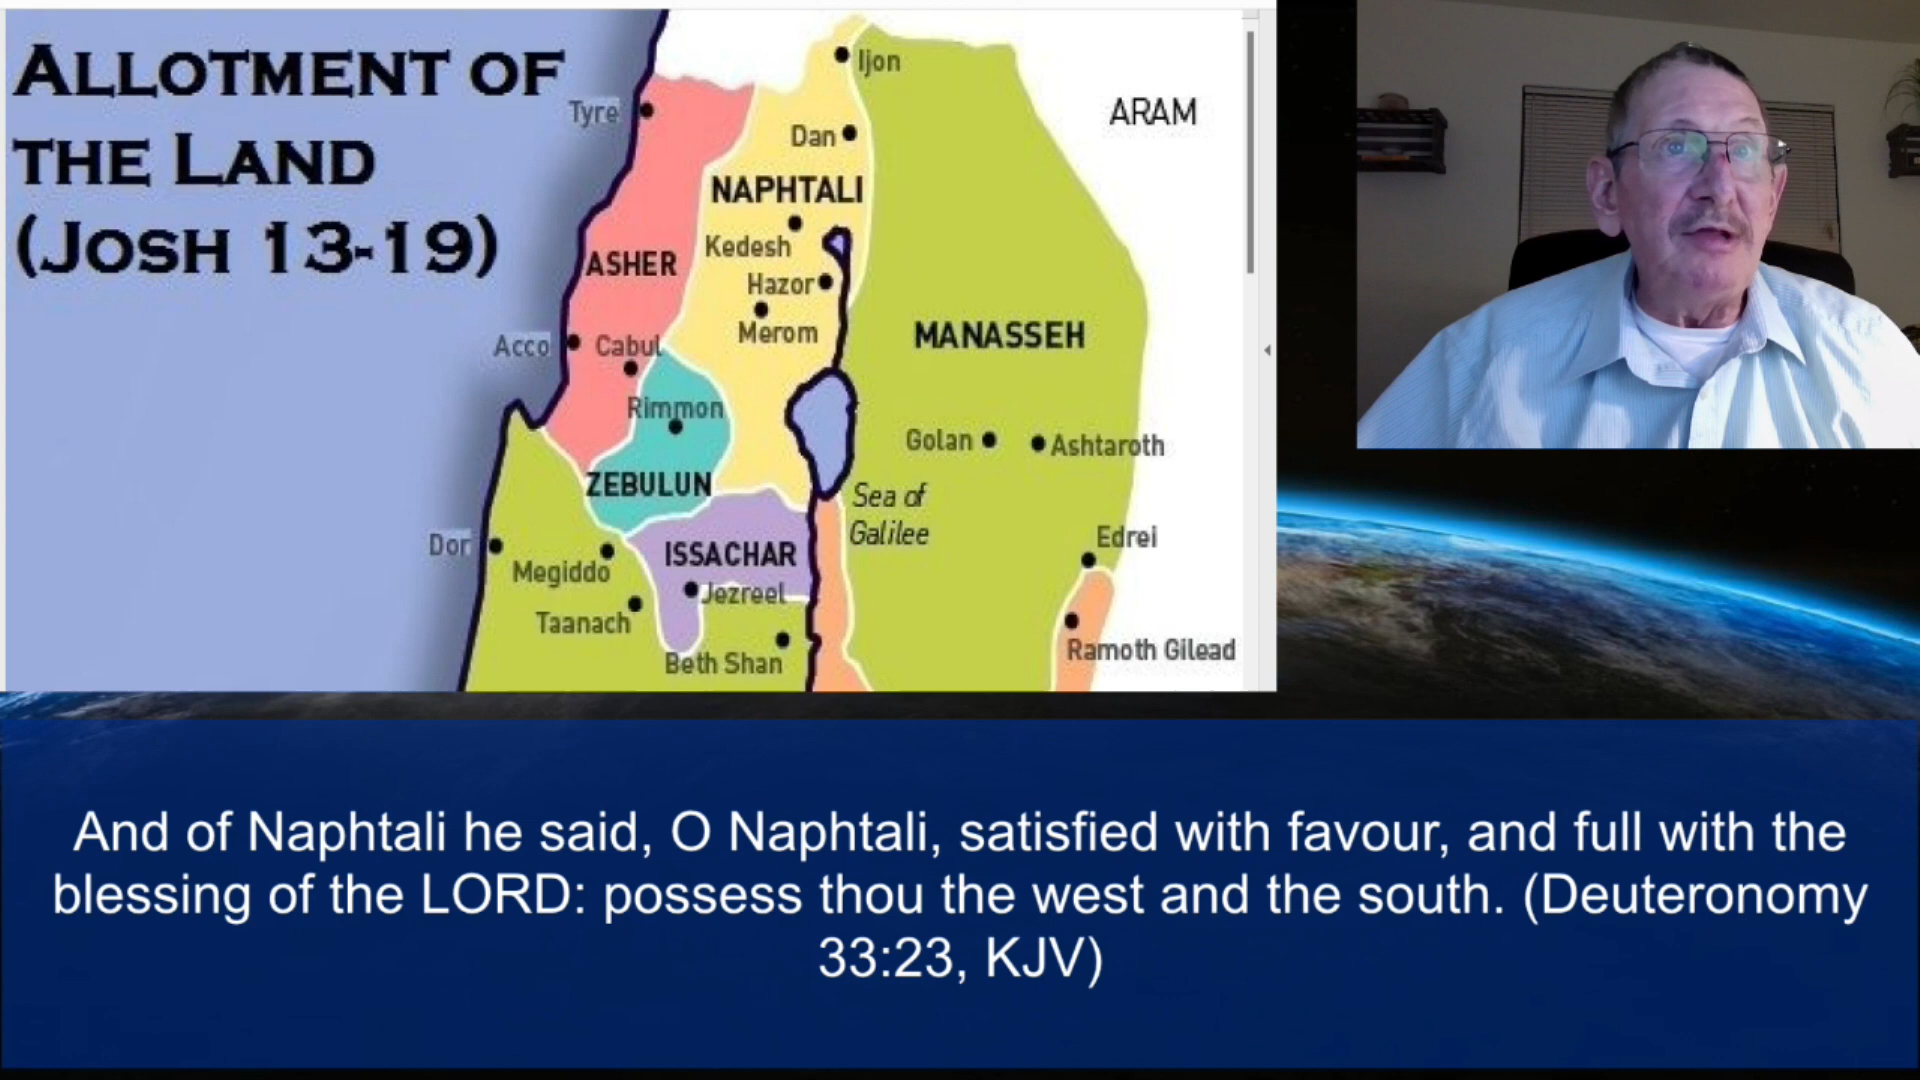 ALLOTMENT OF
THE LAND
(JOSH 13-19)
Ijon
ARAM
Tyre
Dan
NAPHTALI
Kedesh
ASHER
Hazor
Merom
MANASSEH
Acco
Cabul
Rimmon
Golan
Ashtaroth
ZEBULUN
Sea of
Galilee
Edrei
Dor
ISSACHAR
Megiddo
Jezreel
Taanach
Ramoth Gilead
Beth Shan
And of Naphtali he said, O Naphtali, satisfied with favour, and full with the
blessing of the LORD: possess thou the west and the south. (Deuteronomy
33:23, KJV)